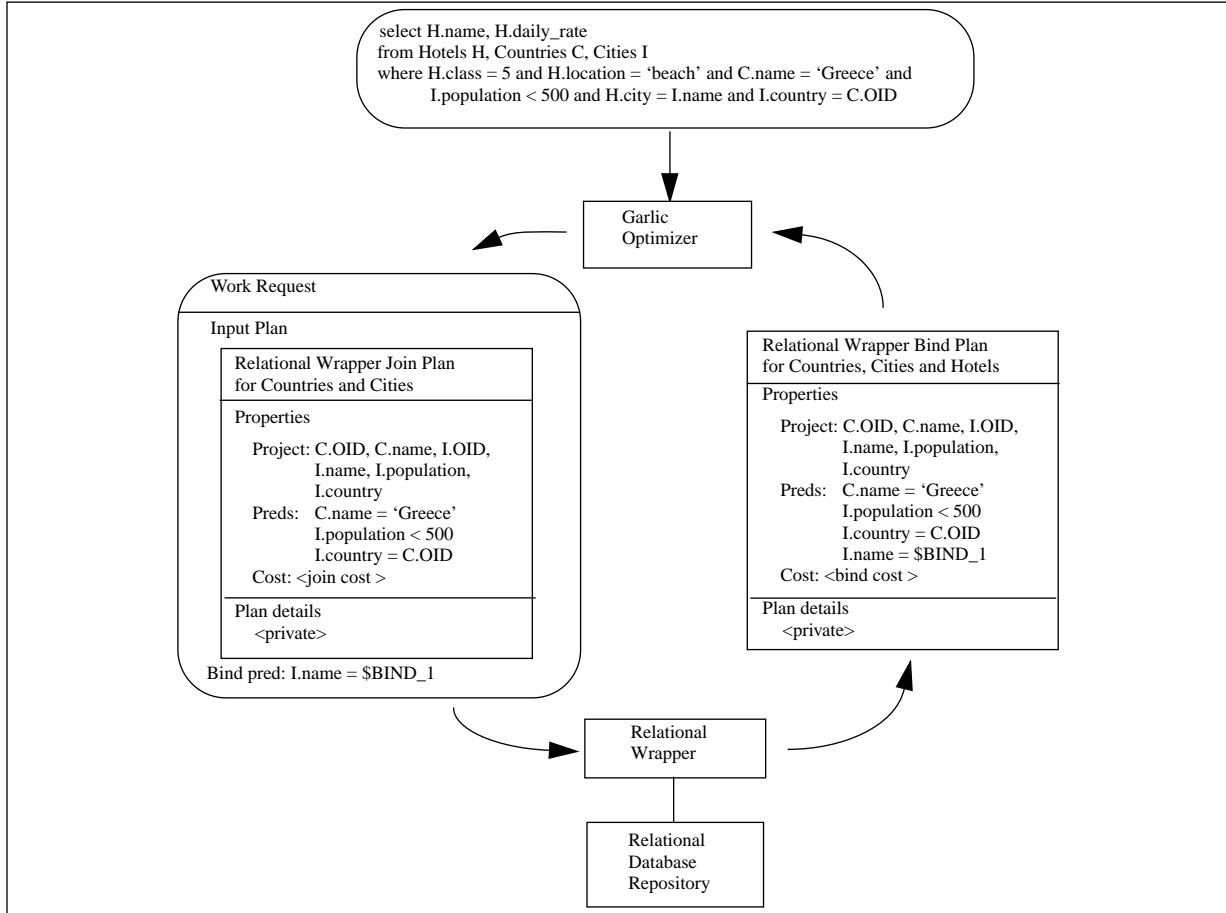 select H.name, H.daily_rate
from Hotels H, Countries C, Cities I
where H.class = 5 and H.location = ‘beach’ and C.name = ‘Greece’ and
I.population < 500 and H.city = I.name and I.country = C.OID
Garlic
Optimizer
Work Request
Input Plan
Relational Wrapper Join Plan
for Countries and Cities
Properties
Project: C.OID, C.name, I.OID,
I.name, I.population,
I.country
Preds: C.name = ‘Greece’
I.population < 500
I.country = C.OID
Cost: <join cost >
Plan details
<private>
Bind pred: I.name = $BIND_1
Relational Wrapper Bind Plan
for Countries, Cities and Hotels
Properties
Project: C.OID, C.name, I.OID,
I.name, I.population,
I.country
Preds: C.name = ‘Greece’
I.population < 500
I.country = C.OID
I.name = $BIND_1
Cost: <bind cost >
Plan details
<private>
Relational
Wrapper
Relational
Database
Repository